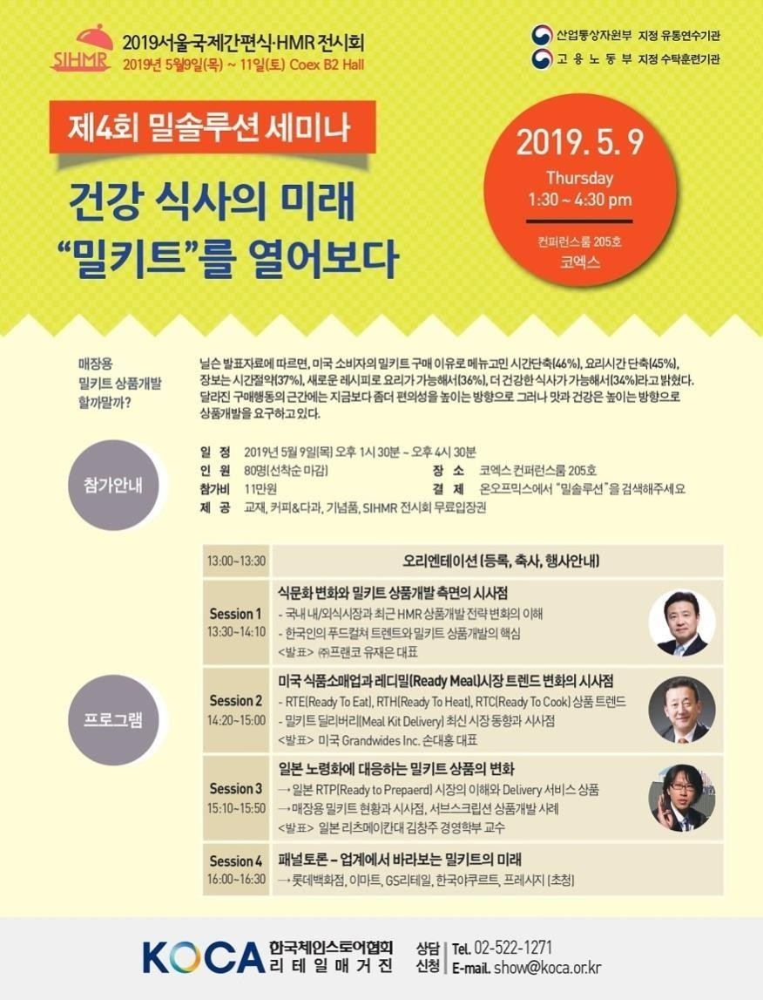 SIHMR
2019서울국제간편식·HMR 전시회
2019년 5월9일(목) ~ 11일(토) Coex B2 Hall
산업통상자원부 지정 유통연수기관
고용노동부 지정 수탁훈련기관
제4회 밀솔루션 세미나
건강 식사의 미래
“밀키트”를 열어보다
2019. 5. 9
Thursday
1:30 ~ 4:30 pm
컨퍼런스룸 205호
코엑스
매장용
밀키트 상품개발
할까말까?
닐슨 발표자료에 따르면, 미국 소비자의 밀키트 구매 이유로 메뉴고민 시간단축(46%), 요리시간 단축(45%),
장보는 시간절약(37%), 새로운 레시피로 요리가 가능해서(36%), 더 건강한 식사가 가능해서(34%)라고 밝혔다.
달라진 구매행동의 근간에는 지금보다 좀더 편의성을 높이는 방향으로 그러나 맛과 건강은 높이는 방향으로
상품개발을 요구하고 있다.
참가안내
일 정 2019년 5월 9일(목) 오후 1시 30분 ~ 오후 4시 30분
인 원 80명(선착순 마감) 장 소 코엑스 컨퍼런스룸 205호
참가비 11만원 결 제 온오프믹스에서 “밀솔루션”을 검색해주세요
제 공 교재, 커피&다과, 기념품, SIHMR 전시회 무료입장권
프로그램
13:00~13:30 오리엔테이션 (등록, 축사, 행사안내)
Session 1
13:30~14:10
식문화 변화와 밀키트 상품개발 측면의 시사점
- 국내 내/외식시장과 최근 HMR 상품개발 전략 변화의 이해
- 한국인의 푸드컬쳐 트렌트와 밀키트 상품개발의 핵심
<발표> ㈜프랜코 유재은 대표
Session 2
14:20~15:00
미국 식품소매업과 레디밀(Ready Meal)시장 트렌드 변화의 시사점
- RTE(Ready To Eat), RTH(Ready To Heat), RTC(Ready To Cook) 상품 트렌드
- 밀키트 딜리버리(Meal Kit Delivery) 최신 시장 동향과 시사점
<발표> 미국 Grandwides Inc. 손대홍 대표
Session 3
15:10~15:50
일본 노령화에 대응하는 밀키트 상품의 변화
→ 일본 RTP(Ready to Prepaerd) 시장의 이해와 Delivery 서비스 상품
→ 매장용 밀키트 현황과 시사점, 서브스크립션 상품개발 사례
<발표> 일본 리츠메이칸대 김창주 경영학부 교수
Session 4
16:00~16:30
패널토론 – 업계에서 바라보는 밀키트의 미래
→ 롯데백화점, 이마트, GS리테일, 한국야쿠르트, 프레시지 (초청)
KOCA 한국체인스토어협회
리테일매거진
상담
신청
Tel. 02-522-1271
E-mail. show@koca.or.kr